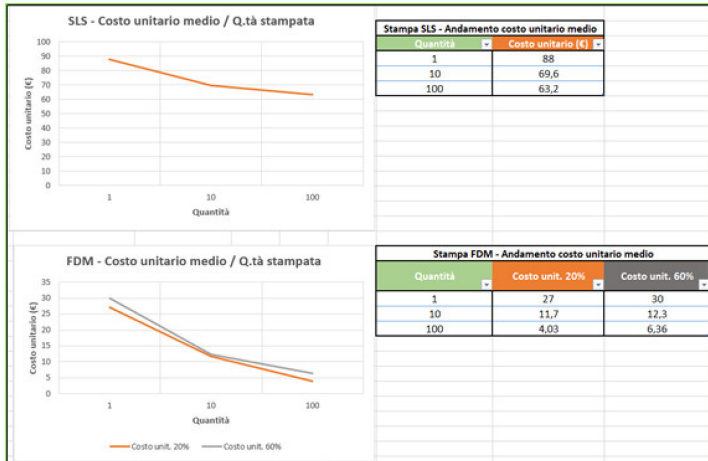 SLS - Costo unitario medio / Q.tà stampata
100
90
80
70
60
50
40
30
20
10
0
Costo unitario (€)
1 10 100
Quantità
Stampa SLS - Andamento costo unitario medio
Quantità Costo unitario (€)
1 88
10 69,6
100 63,2
FDM - Costo unitario medio / Q.tà stampata
35
30
25
20
15
10
5
0
Costo unitario (€)
1 10 100
Quantità
Costo unit. 20% Costo unit. 60%
Stampa FDM - Andamento costo unitario medio
Quantità Costo unit. 20% Costo unit. 60%
1 27 30
10 11,7 12,3
100 4,03 6,36